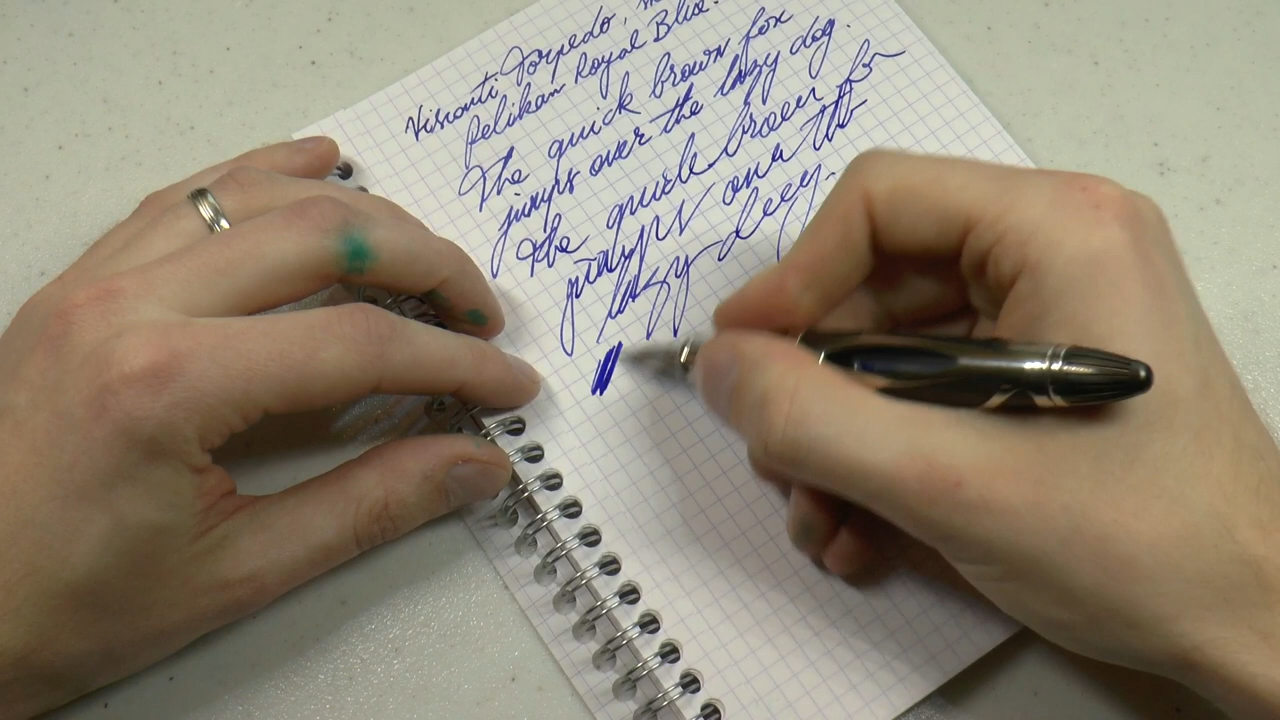 Visconti Torpedo,
Pelikan Royal Blue.
The quick brown fox
jumps over the lazy dog.
The quick brown fox
jumps over the
lazy dog.